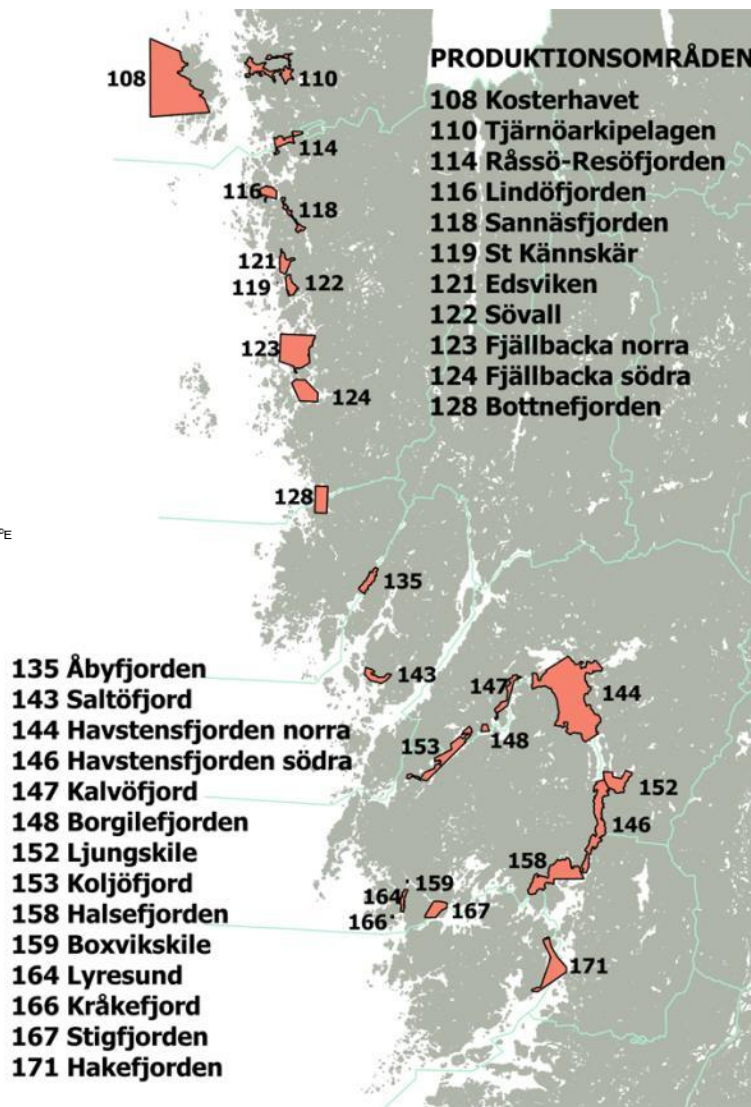 PRODUKTIONSOMRÅDEN
108 Kosterhavet
110 Tjärnöarkipelagen
114 Råssö-Resöfjorden
116 Lindöfjorden
118 Sannäsfjorden
119 St Kännskär
121 Edsviken
122 Sövall
123 Fjällbacka norra
124 Fjällbacka södra
128 Bottnefjorden
108
110
114
116
118
121
119
122
123
124
128
°E
135
143
147
144
148
153
152
146
158
159
164
166
167
171
135 Åbyfjorden
143 Saltöfjord
144 Havstensfjorden norra
146 Havstensfjorden södra
147 Kalvöfjord
148 Borgilefjorden
152 Ljungskile
153 Koljöfjord
158 Halsefjorden
159 Boxvikskile
164 Lyresund
166 Kråkefjord
167 Stigfjorden
171 Hakefjorden